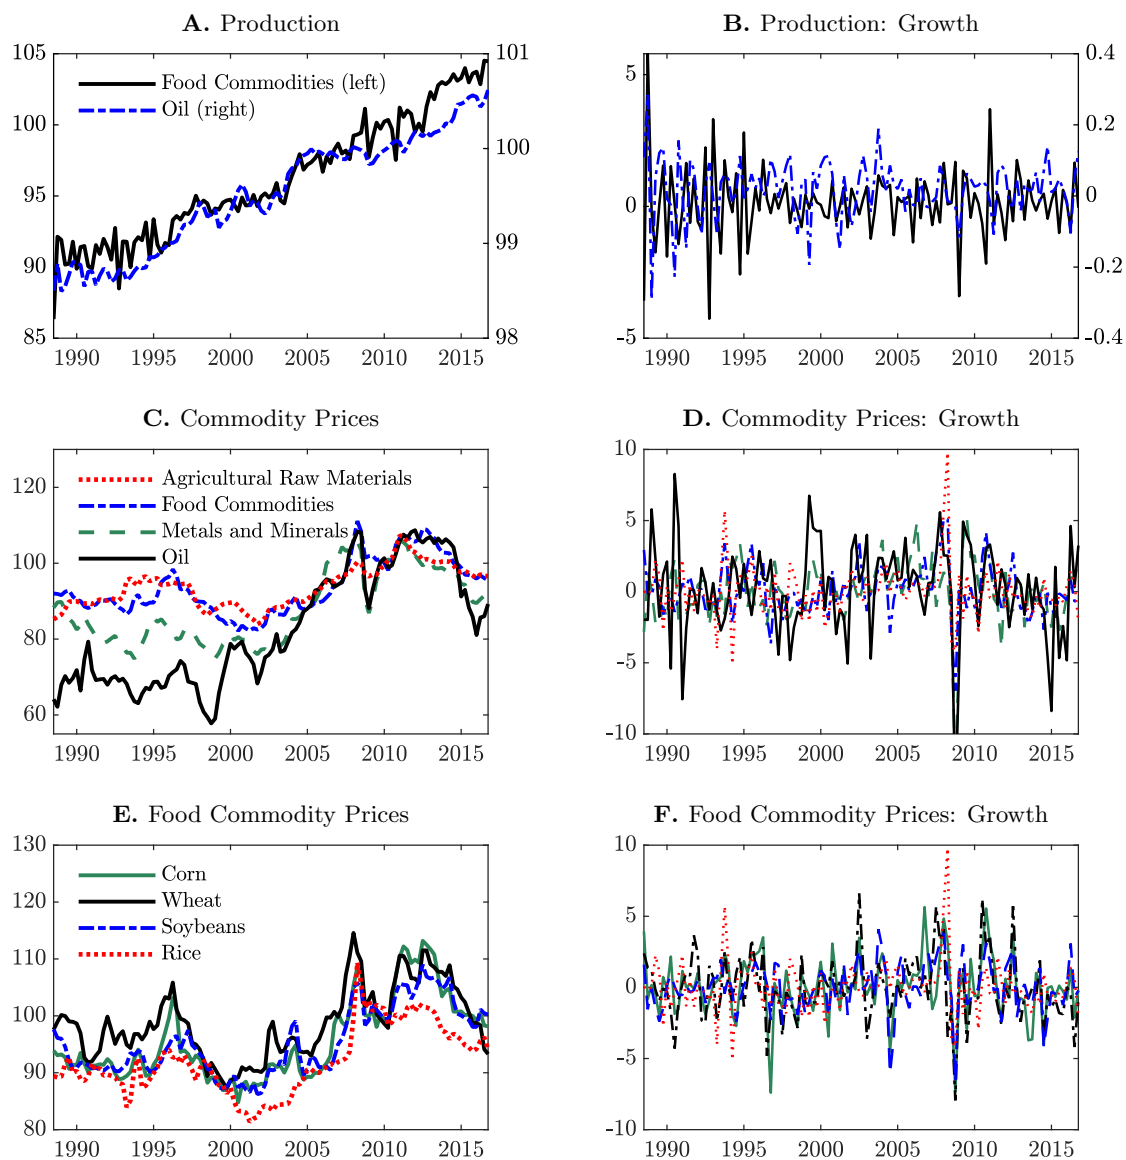 A. Production
105
100
95
90
85
101
100
99
98
Food Commodities (left)
Oil (right)
1990 1995 2000 2005 2010 2015
B. Production: Growth
5
0
-5
0.4
0.2
0
-0.2
-0.4
1990 1995 2000 2005 2010 2015
C. Commodity Prices
120
100
80
60
Agricultural Raw Materials
Food Commodities
Metals and Minerals
Oil
1990 1995 2000 2005 2010 2015
D. Commodity Prices: Growth
10
5
0
-5
-10
1990 1995 2000 2005 2010 2015
E. Food Commodity Prices
130
120
110
100
90
80
Corn
Wheat
Soybeans
Rice
1990 1995 2000 2005 2010 2015
F. Food Commodity Prices: Growth
10
5
0
-5
-10
1990 1995 2000 2005 2010 2015